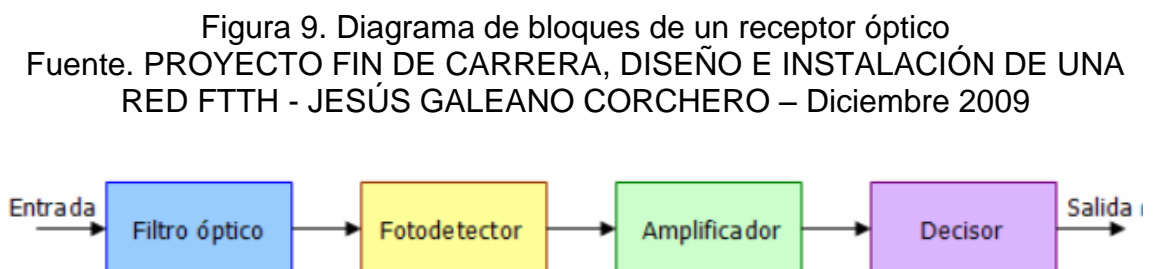 Figura 9. Diagrama de bloques de un receptor óptico
Fuente. PROYECTO FIN DE CARRERA, DISEÑO E INSTALACIÓN DE UNA
RED FTTH - JESÚS GALEANO CORCHERO – Diciembre 2009
Entrada
Filtro óptico
Fotodetector
Amplificador
Decisor
Salida